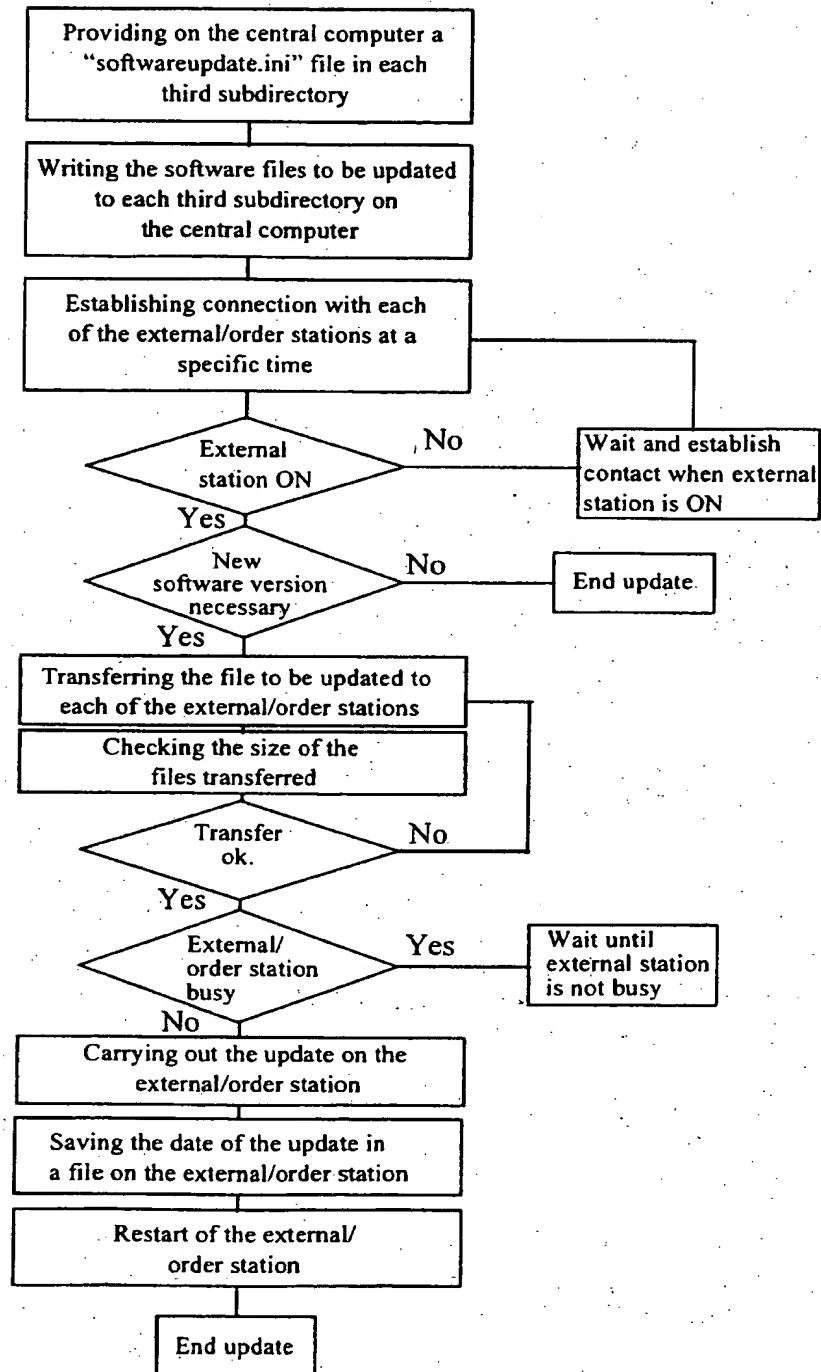 Providing on the central computer a
“softwareupdate.ini” file in each
third subdirectory
Writing the software files to be updated
to each third subdirectory on
the central computer
Establishing connection with each
of the external/order stations at a
specific time
External
station ON
No
Wait and establish
contact when external
station is ON
Yes
New
software version
necessary
No
End update
Yes
Transferring the file to be updated to
each of the external/order stations
Checking the size of the
files transferred
Transfer
ok.
No
Yes
External/
order station
busy
Yes
Wait until
external station
is not busy
No
Carrying out the update on the
external/order station
Saving the date of the update in
a file on the external/order station
Restart of the external/
order station
End update